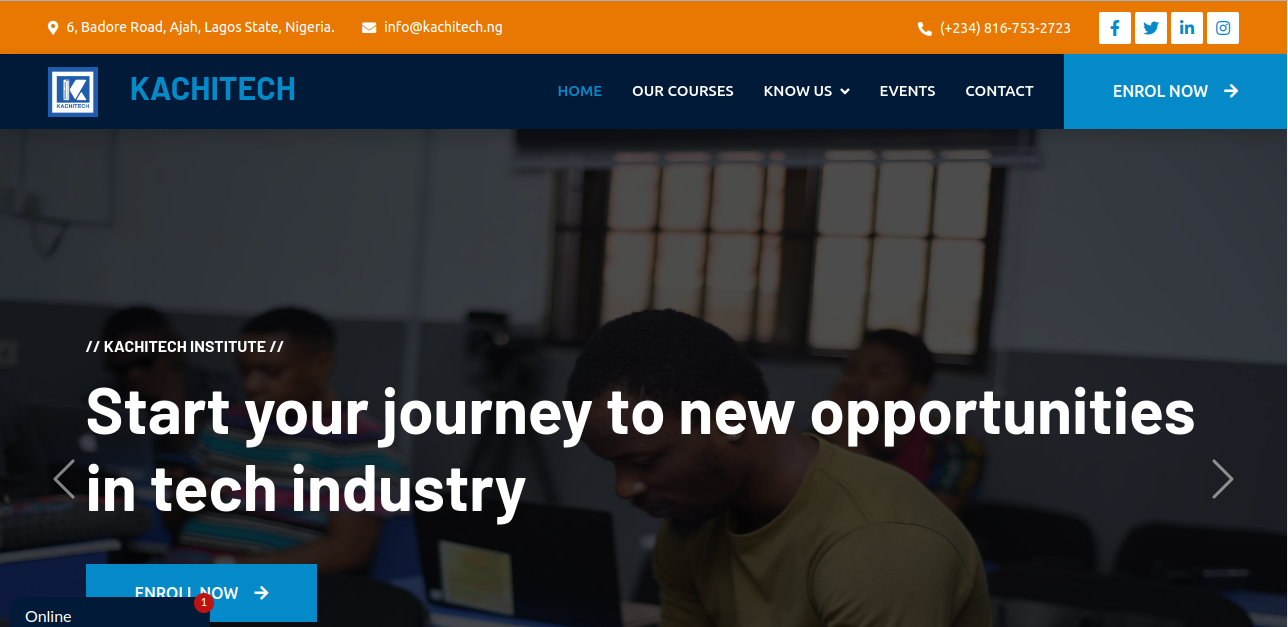 6, Badore Road, Ajah, Lagos State, Nigeria. info@kachitech.ng (+234) 816-753-2723
KACHITECH
KACHITECH HOME OUR COURSES KNOW US EVENTS CONTACT ENROL NOW
// KACHITECH INSTITUTE //
Start your journey to new opportunities
in tech industry
ENROLL NOW
1
Online